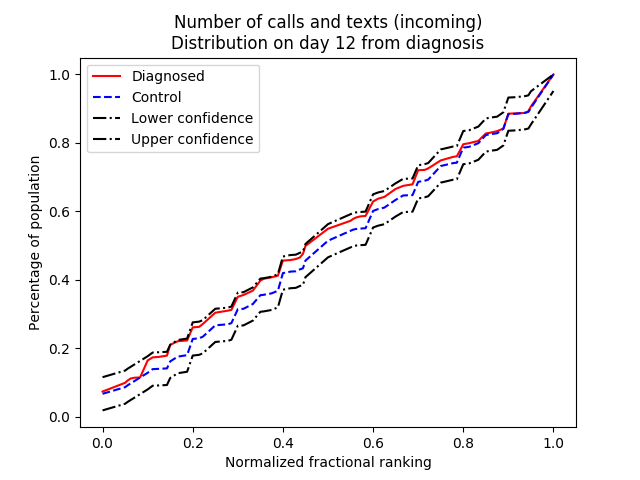 Number of calls and texts (incoming)
Distribution on day 12 from diagnosis
Diagnosed
Control
Lower confidence
Upper confidence
Percentage of population
1.0
0.8
0.6
0.4
0.2
0.0
0.0 0.2 0.4 0.6 0.8 1.0
Normalized fractional ranking